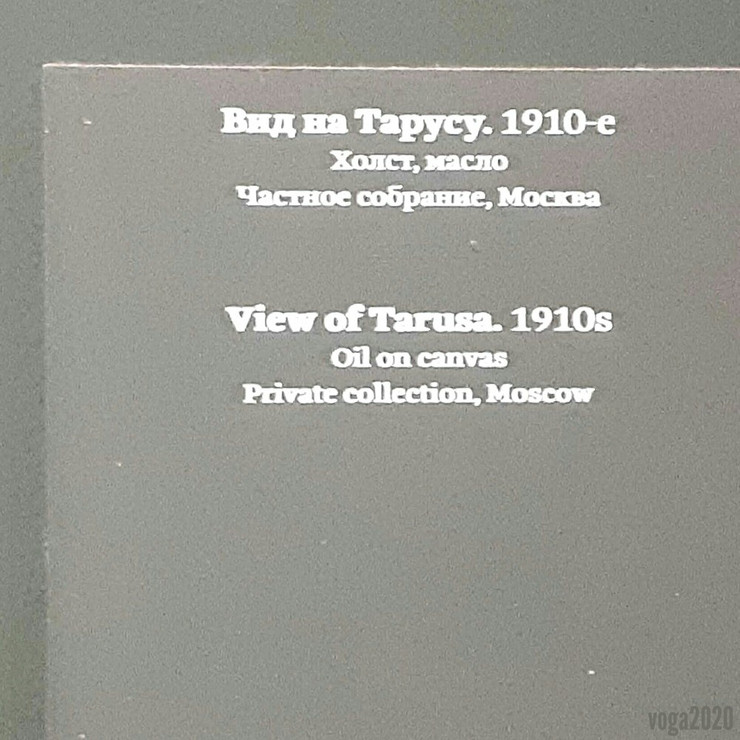 Вид на Тарусу. 1910-е
Холст, масло
Частное собрание, Москва
View of Tarusa. 1910s
Oil on canvas
Private collection, Moscow
voga2020